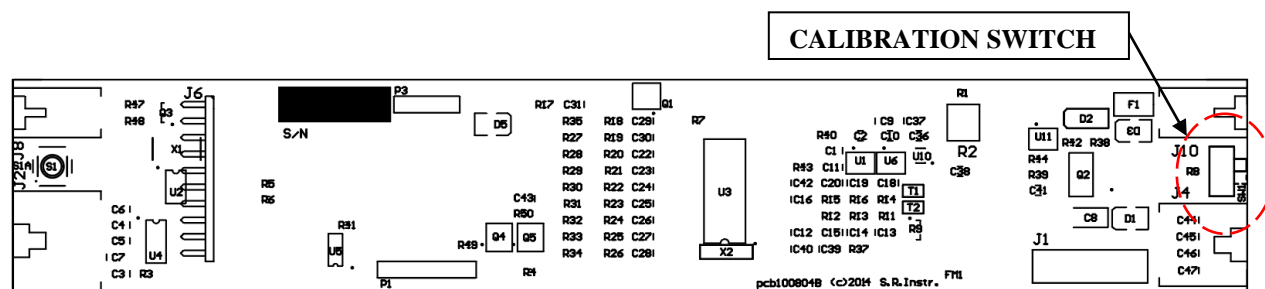 CALIBRATION SWITCH
J6
P3
R47
Q3
R48
S/N
D5
R17 C31
Q1
R1
R7
R2
C9 C37
R40 C2 C10 C36
C1
U1 U6 U10
R43 C11
C38
F1
D2
D3
U11
R42 R38
R44
R39
C41
Q2
J10
R8
J4
SW1
J8
J2
S1A
S1
X1
U2
R5
R6
R35 R18 C29
R27 R19 C30
R28 R20 C22
R29 R21 C23
R30 R22 C24
R31 R23 C25
R32 R24 C26
R33 R25 C27
R34 R26 C28
U3
X2
C42 C20 C19 C18
C16 R15 R16 R14
R12 R13 R11
C12 C15 C14 C13
C40 C39 R37
T1
T2
R9
C8
D1
C44
C45
C46
C47
J1
C6
C4
C5
C7
C3 R3
U4
R41
U5
C43
R50
R49
Q4 Q5
R4
P1
pcb100804B (c)2014 S.R.Instr.
FM1